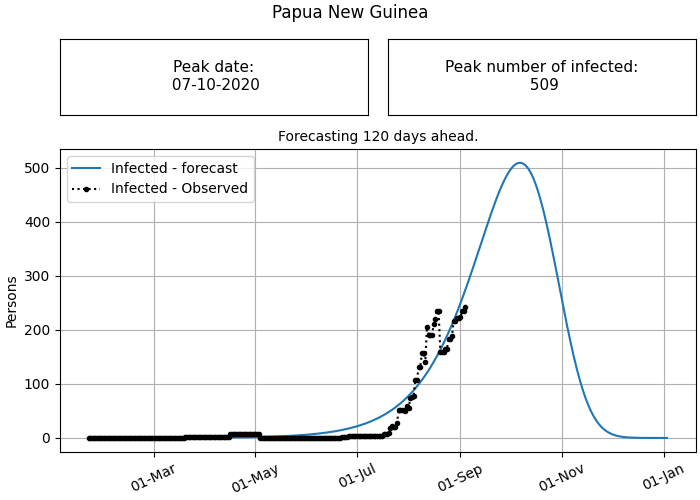 Papua New Guinea
Peak date:
07-10-2020
Peak number of infected:
509
Forecasting 120 days ahead.
Infected - forecast
Infected - Observed
Persons
500
400
300
200
100
0
01-Mar
01-May
01-Jul
01-Sep
01-Nov
01-Jan